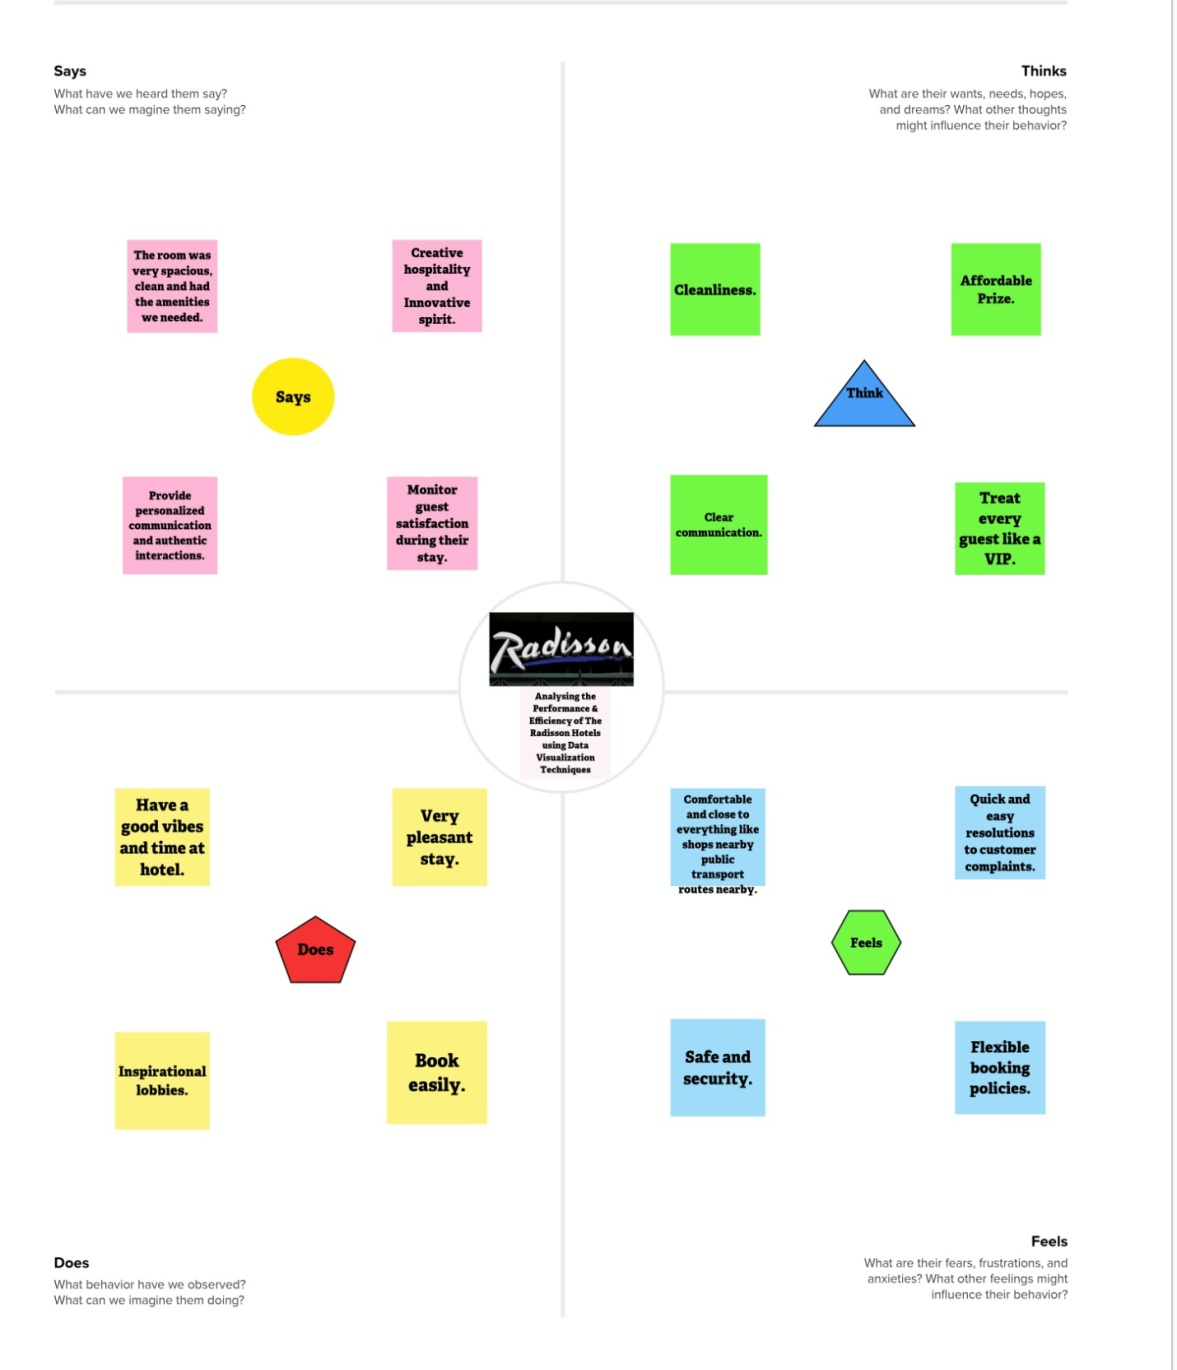 Says
What have we heard them say?
What can we magine them saying?
Thinks
What are their wants, needs, hopes,
and dreams? What other thoughts
might influence their behavior?
The room was
very spacious,
clean and had
the amenities
we needed.
Creative
hospitality
and
Innovative
spirit.
Says
Provide
personalized
communication
and authentic
interactions.
Monitor
guest
satisfaction
during their
stay.
Cleanliness.
Affordable
Prize.
Think
Clear
communication.
Treat
every
guest like a
VIP.
Radisson
Analysing the
Performance &
Efficiency of The
Radisson Hotels
using Data
Visualization
Techniques
Have a
good vibes
and time at
hotel.
Very
pleasant
stay.
Does
Inspirational
lobbies.
Book
easily.
Comfortable
and close to
everything like
shops nearby
public
transport
routes nearby.
Quick and
easy
resolutions
to customer
complaints.
Feels
Safe and
security.
Flexible
booking
policies.
Does
What behavior have we observed?
What can we imagine them doing?
Feels
What are their fears, frustrations, and
anxieties? What other feelings might
influence their behavior?